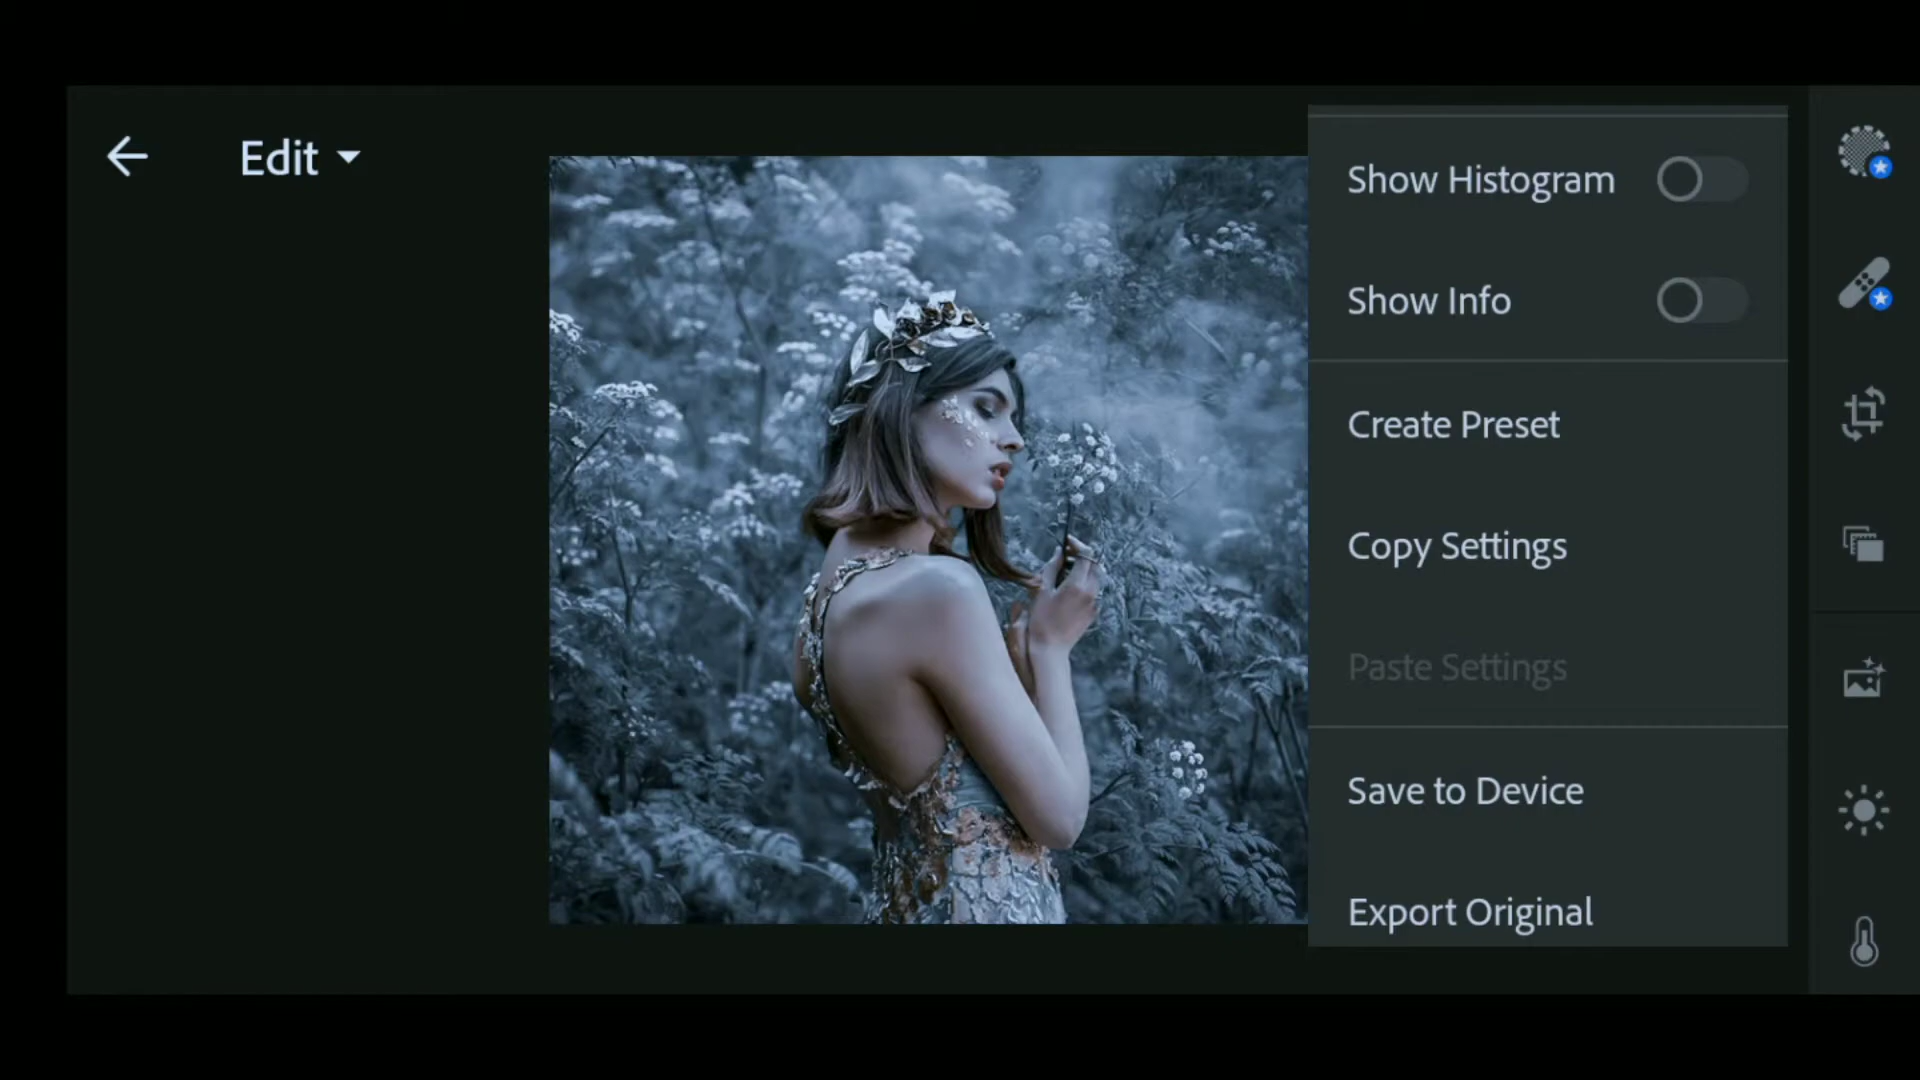 Edit
Show Histogram
Show Info
Create Preset
Copy Settings
Paste Settings
Save to Device
Export Original